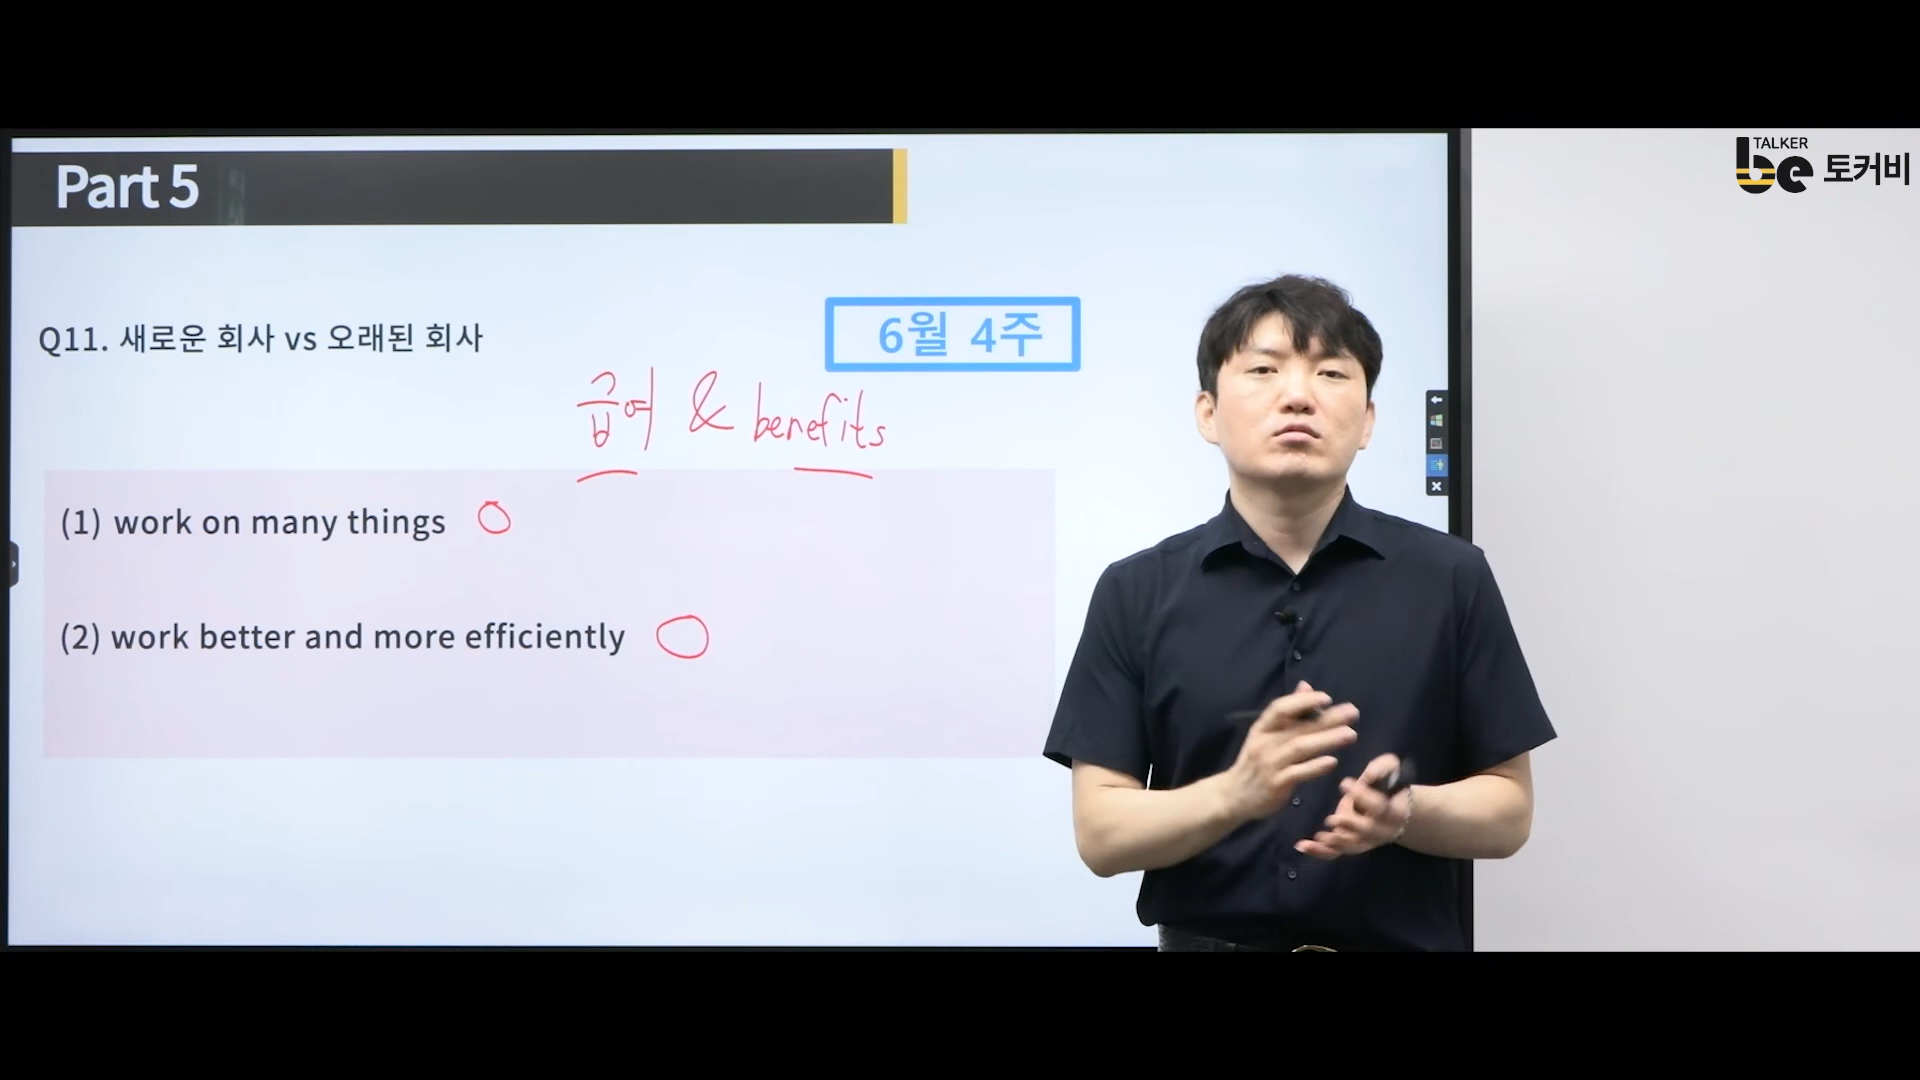 TALKER
be 토커비
Part 5
Q11. 새로운 회사 vs 오래된 회사
6월 4주
급여 & benefits
(1) work on many things
(2) work better and more efficiently